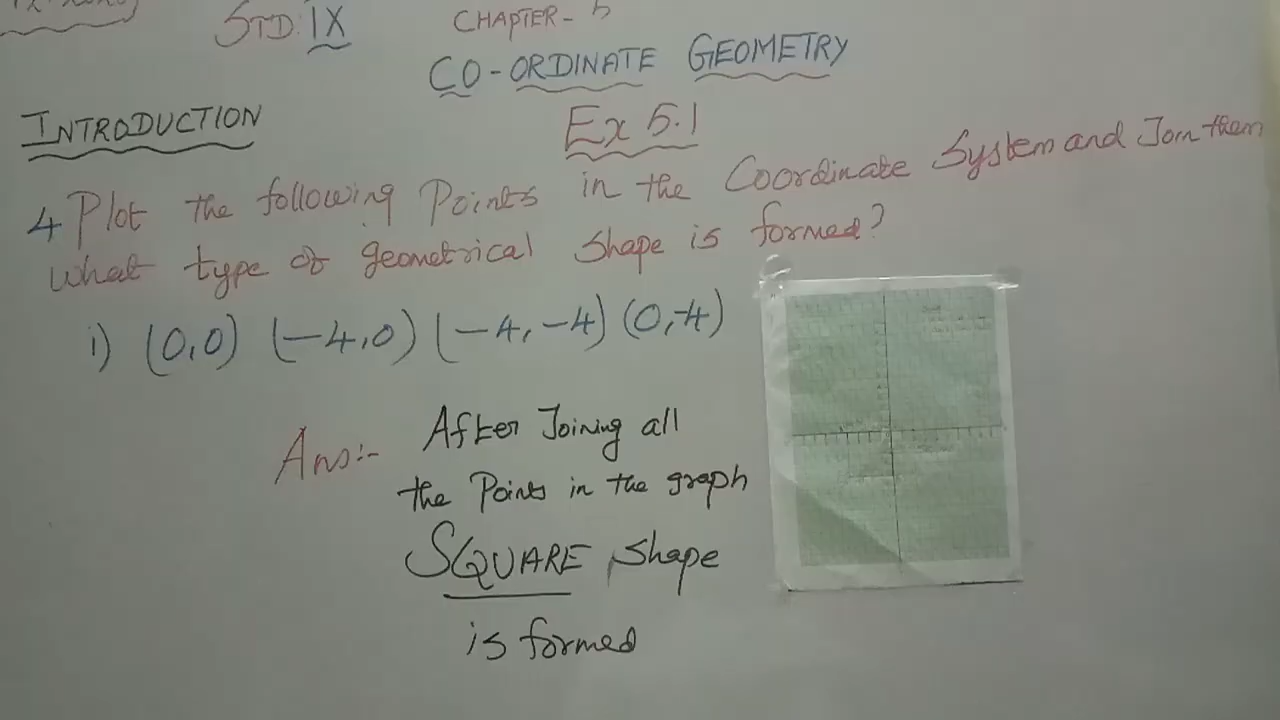 STD: IX
CHAPTER - 5
CO-ORDINATE GEOMETRY
INTRODUCTION
Ex 5.1
4 Plot the following Points in the Coordinate System and Join them
what type of geometrical Shape is formed?
i) (0,0) (-4,0) (-4,-4) (0,-4)
Ans:- After Joining all
the Points in the graph
SQUARE shape
is formed